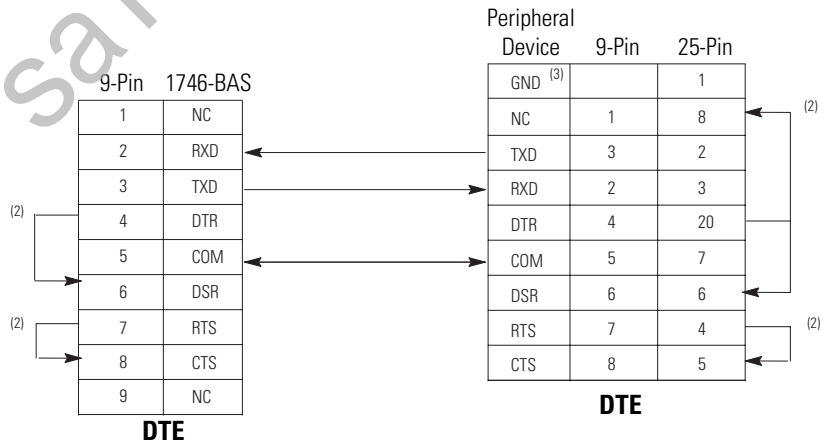 Peripheral
Device 9-Pin 25-Pin
GND (3) 1
NC 1 8
TXD 3 2
RXD 2 3
DTR 4 20
COM 5 7
DSR 6 6
RTS 7 4
CTS 8 5
(2)
(2)
DTE
9-Pin 1746-BAS
1 NC
2 RXD
3 TXD
4 DTR
5 COM
6 DSR
7 RTS
8 CTS
9 NC
(2)
(2)
DTE